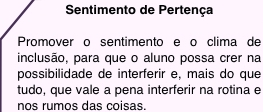 Sentimento de Pertença
Promover o sentimento e o clima de
inclusão, para que o aluno possa crer na
possibilidade de interferir e, mais do que
tudo, que vale a pena interferir na rotina e
nos rumos das coisas.